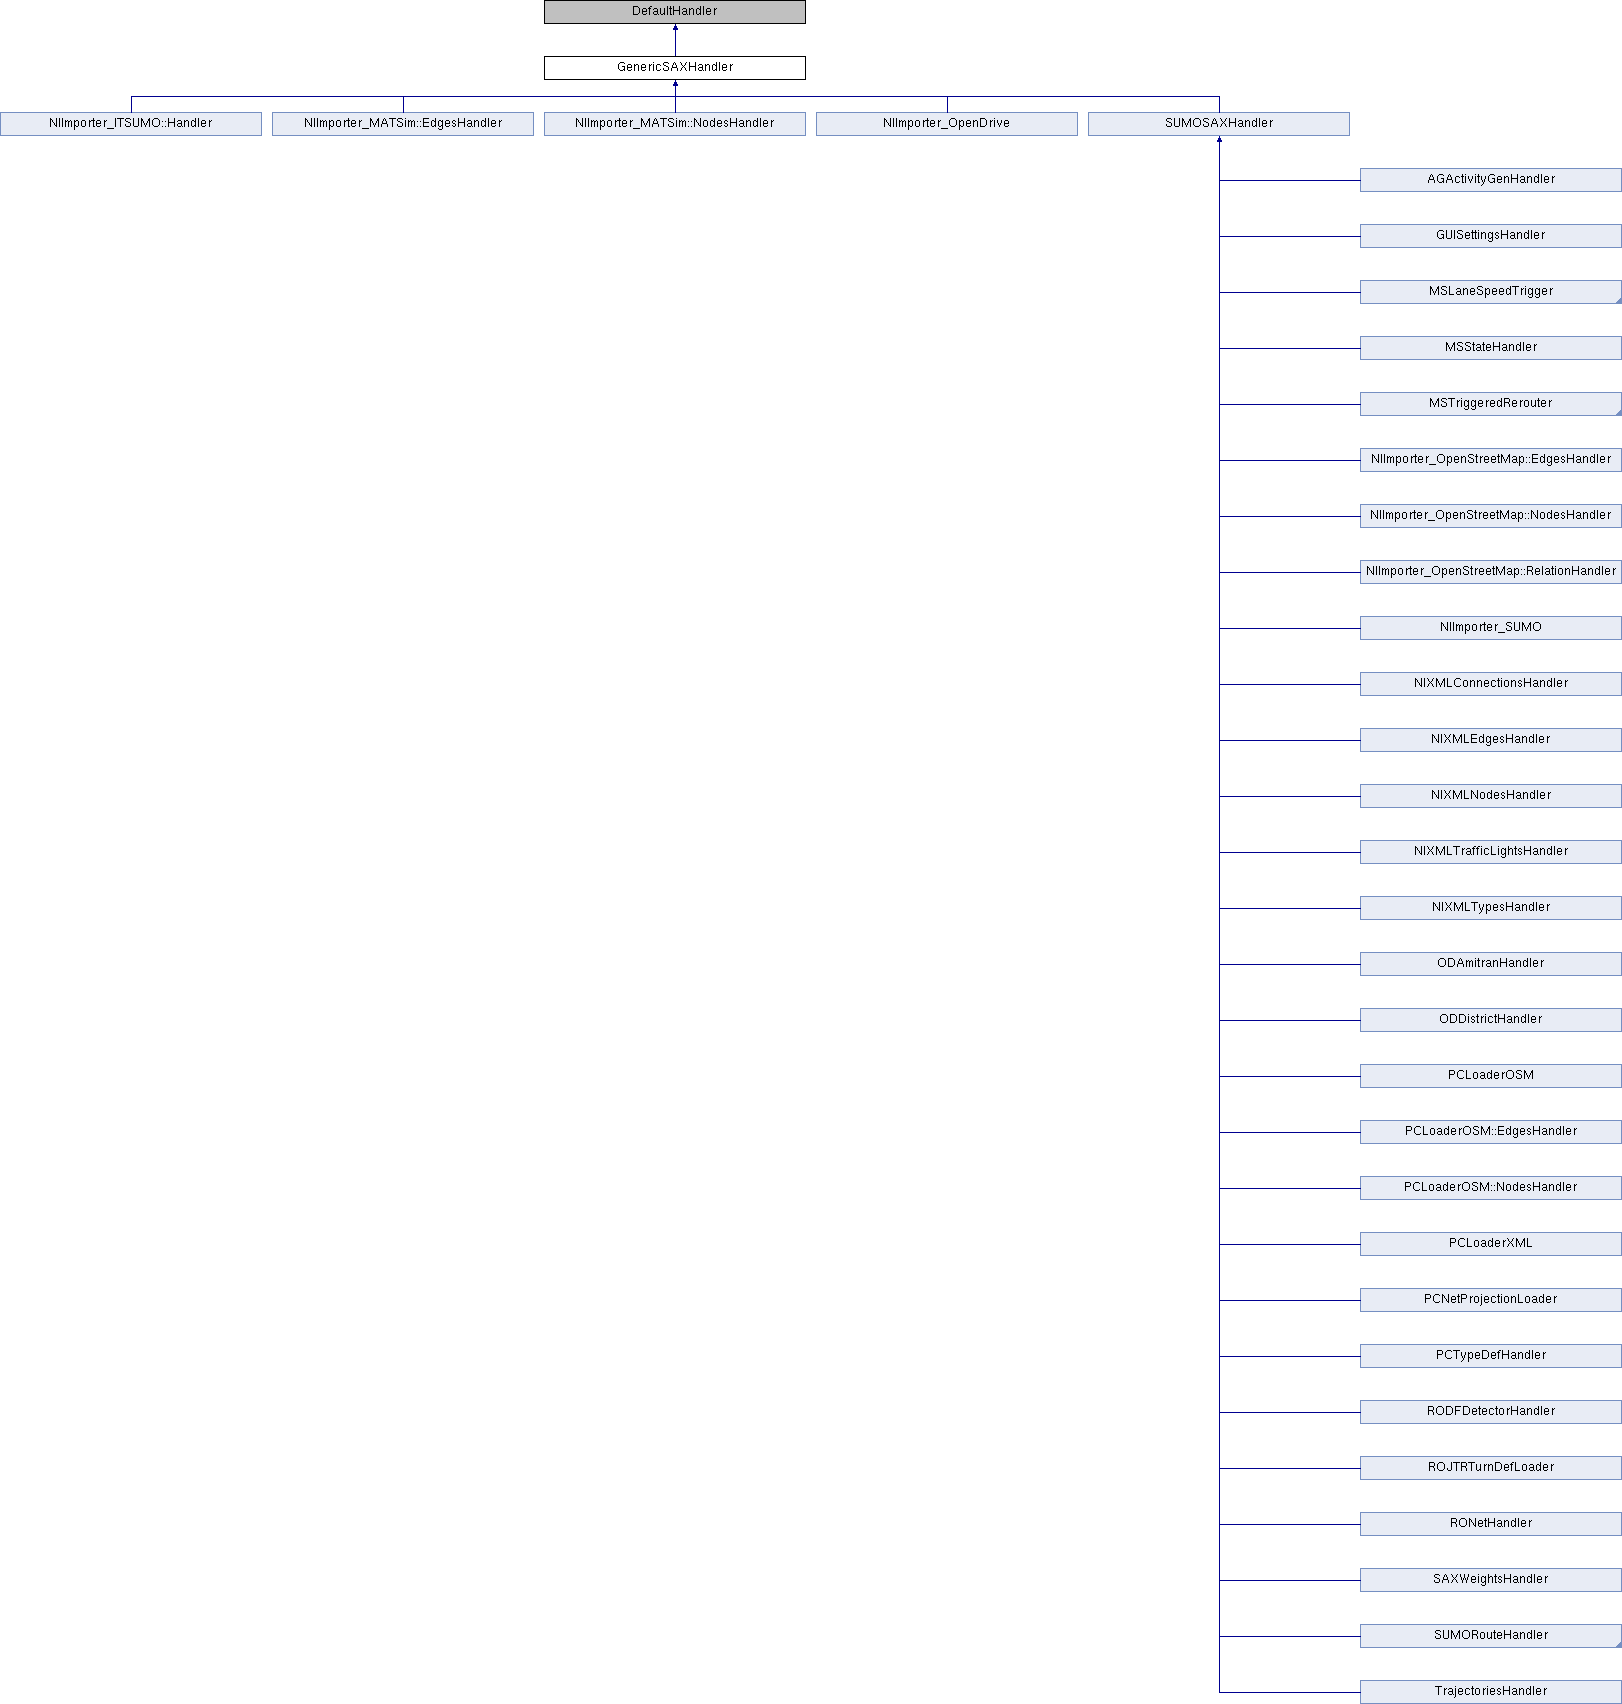 DefaultHandler
GenericSAXHandler
NIImporter_ITSUMO::Handler
NIImporter_MATSim::EdgesHandler
NIImporter_MATSim::NodesHandler
NIImporter_OpenDrive
SUMOSAXHandler
AGActivityGenHandler
GUISettingsHandler
MSLaneSpeedTrigger
MSStateHandler
MSTriggeredRerouter
NIImporter_OpenStreetMap::EdgesHandler
NIImporter_OpenStreetMap::NodesHandler
NIImporter_OpenStreetMap::RelationHandler
NIImporter_SUMO
NIXMLConnectionsHandler
NIXMLEdgesHandler
NIXMLNodesHandler
NIXMLTrafficLightsHandler
NIXMLTypesHandler
ODAmitranHandler
ODDistrictHandler
PCLoaderOSM
PCLoaderOSM::EdgesHandler
PCLoaderOSM::NodesHandler
PCLoaderXML
PCNetProjectionLoader
PCTypeDefHandler
RODFDetectorHandler
ROJTRTurnDefLoader
RONetHandler
SAXWeightsHandler
SUMORouteHandler
TrajectoriesHandler